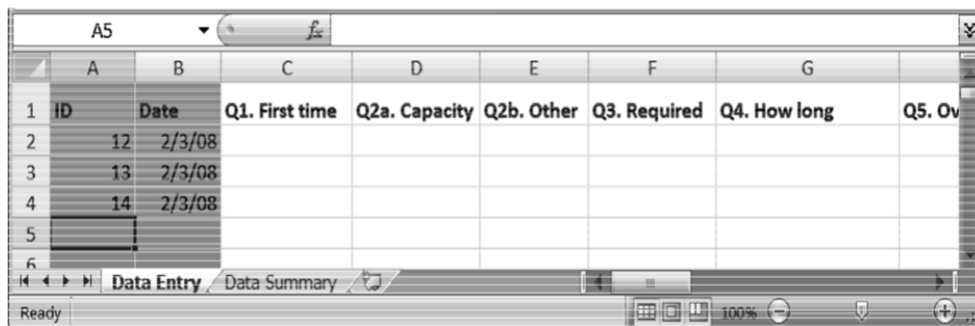 A5 fx
A B C D E F G
1 ID Date Q1. First time Q2a. Capacity Q2b. Other Q3. Required Q4. How long Q5. Ov
2 12 2/3/08
3 13 2/3/08
4 14 2/3/08
5
6
Data Entry Data Summary
Ready 100%